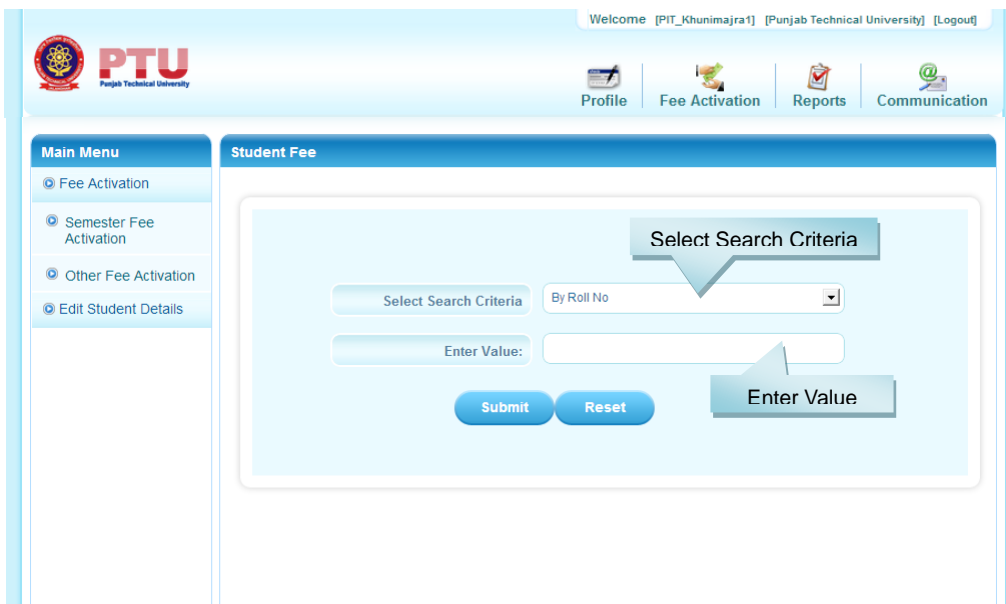 Welcome [PIT_Khunimajra1] [Punjab Technical University] [Logout]
PTU
Punjab Technical University
Profile
Fee Activation
Reports
Communication
Main Menu
Fee Activation
Semester Fee
Activation
Other Fee Activation
Edit Student Details
Student Fee
Select Search Criteria
Select Search Criteria
By Roll No
Enter Value:
Enter Value
Submit
Reset